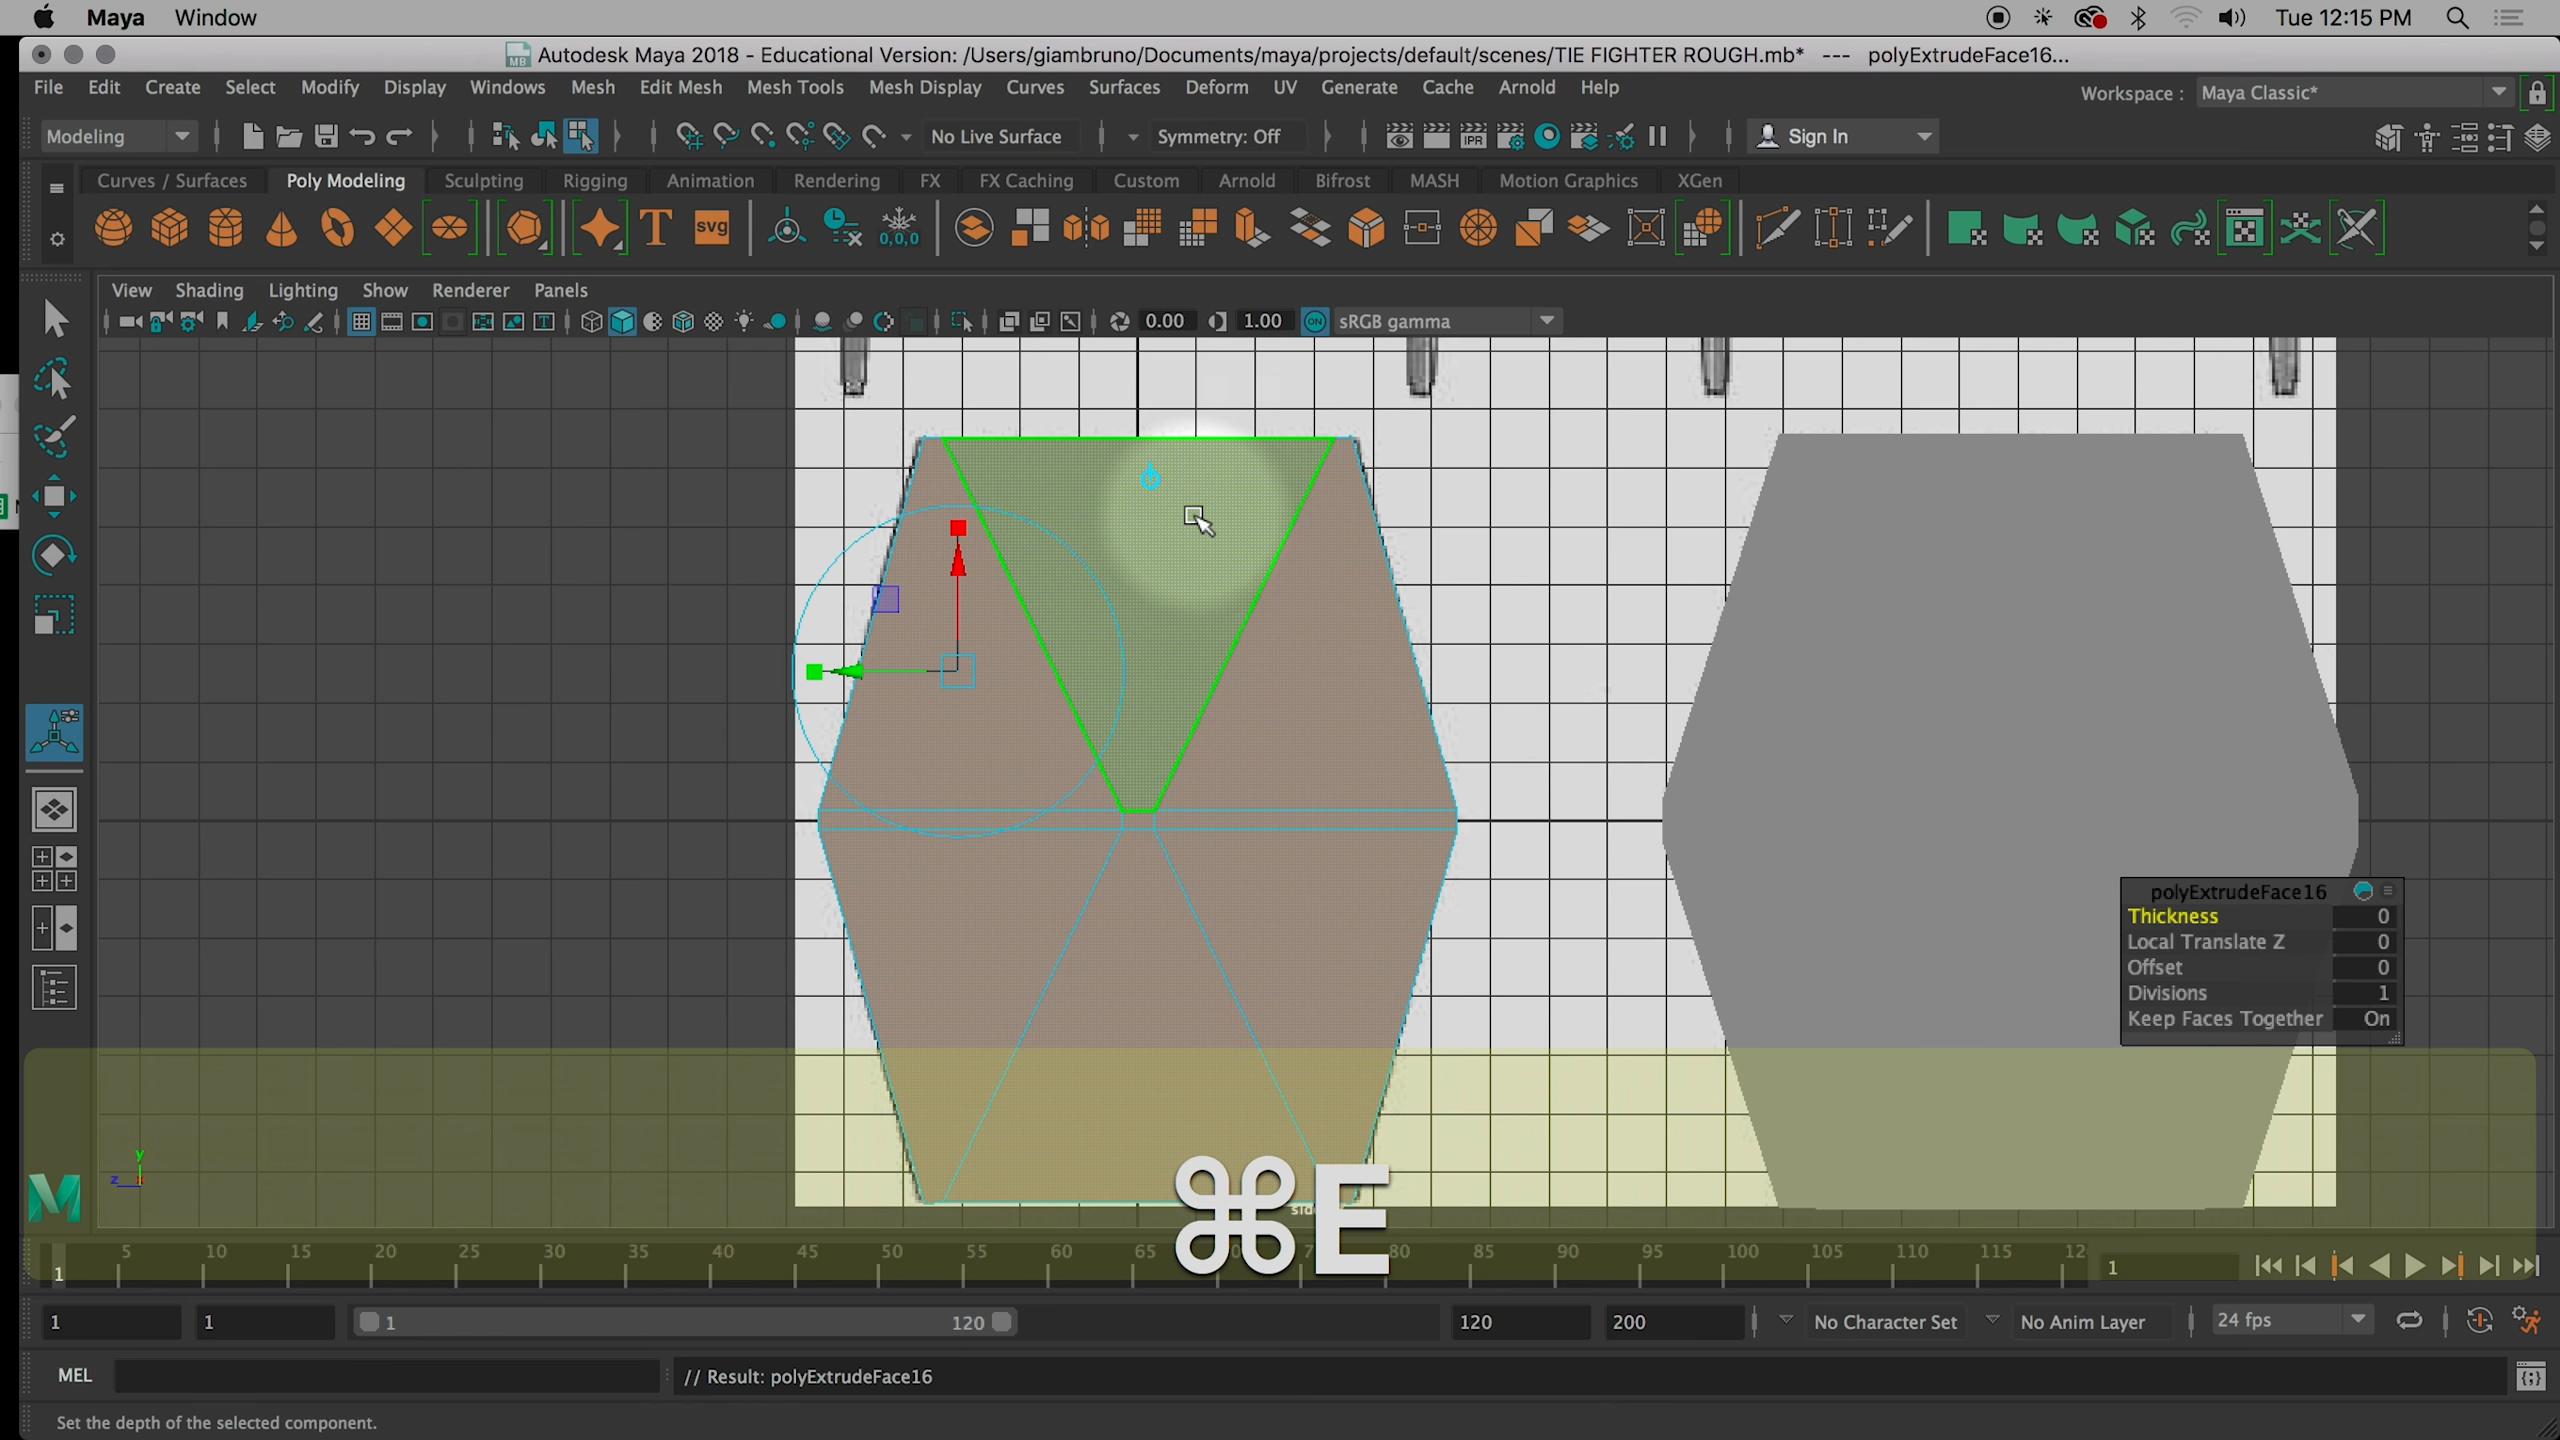 Maya Window
Tue 12:15 PM
Autodesk Maya 2018 - Educational Version: /Users/giambruno/Documents/maya/projects/default/scenes/TIE FIGHTER ROUGH.mb* --- polyExtrudeFace16...
File Edit Create Select Modify Display Windows Mesh Edit Mesh Mesh Tools Mesh Display Curves Surfaces Deform UV Generate Cache Arnold Help
Workspace : Maya Classic*
Modeling No Live Surface Symmetry: Off IPR Sign In
Curves / Surfaces Poly Modeling Sculpting Rigging Animation Rendering FX FX Caching Custom Arnold Bifrost MASH Motion Graphics XGen
T svg 0,0,0
View Shading Lighting Show Renderer Panels
0.00 1.00 ON sRGB gamma
polyExtrudeFace16
Thickness 0
Local Translate Z 0
Offset 0
Divisions 1
Keep Faces Together On
y
z
⌘E
5 10 15 20 25 30 35 40 45 50 55 60 65 80 85 90 95 100 105 110 115
1 1
1 1 1 120 120 200 No Character Set No Anim Layer 24 fps
MEL // Result: polyExtrudeFace16
Set the depth of the selected component.